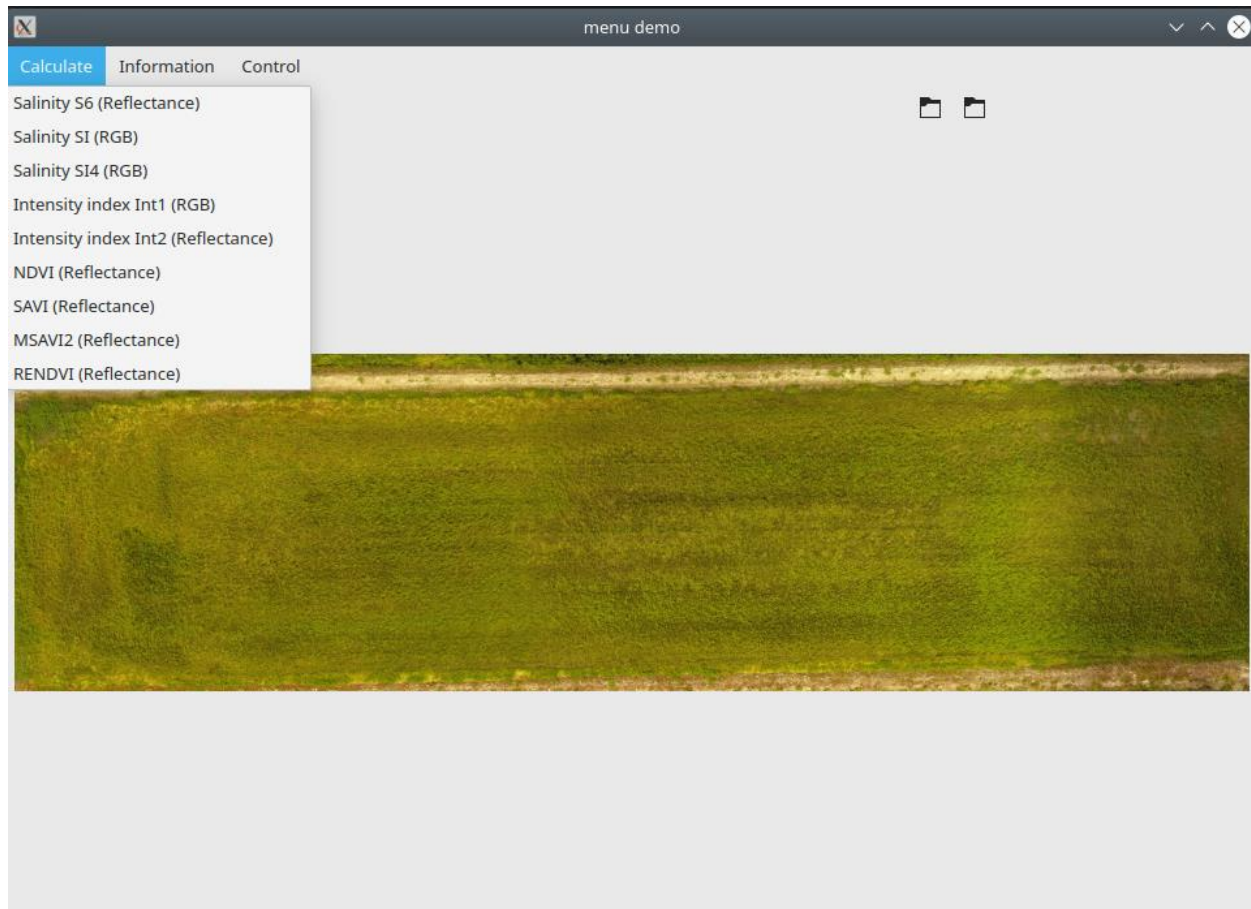 menu demo
Calculate Information Control
Salinity S6 (Reflectance)
Salinity SI (RGB)
Salinity SI4 (RGB)
Intensity index Int1 (RGB)
Intensity index Int2 (Reflectance)
NDVI (Reflectance)
SAVI (Reflectance)
MSAVI2 (Reflectance)
RENDVI (Reflectance)